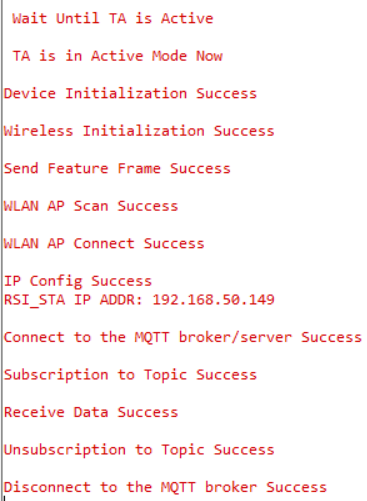 Wait Until TA is Active
TA is in Active Mode Now
Device Initialization Success
Wireless Initialization Success
Send Feature Frame Success
WLAN AP Scan Success
WLAN AP Connect Success
IP Config Success
RSI_STA IP ADDR: 192.168.50.149
Connect to the MQTT broker/server Success
Subscription to Topic Success
Receive Data Success
Unsubscription to Topic Success
Disconnect to the MQTT broker Success